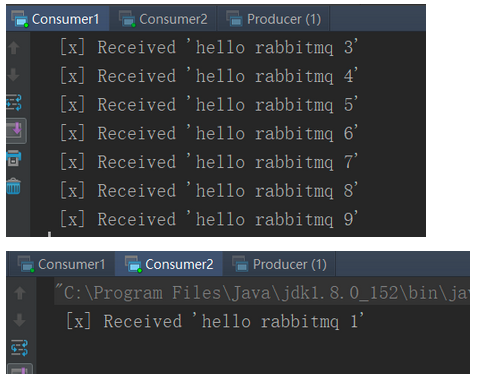 Consumer1 Consumer2 Producer (1)
[x] Received 'hello rabbitmq 3'
[x] Received 'hello rabbitmq 4'
[x] Received 'hello rabbitmq 5'
[x] Received 'hello rabbitmq 6'
[x] Received 'hello rabbitmq 7'
[x] Received 'hello rabbitmq 8'
[x] Received 'hello rabbitmq 9'
Consumer1 Consumer2 Producer (1)
"C:\Program Files\Java\jdk1.8.0_152\bin\jav
[x] Received 'hello rabbitmq 1'